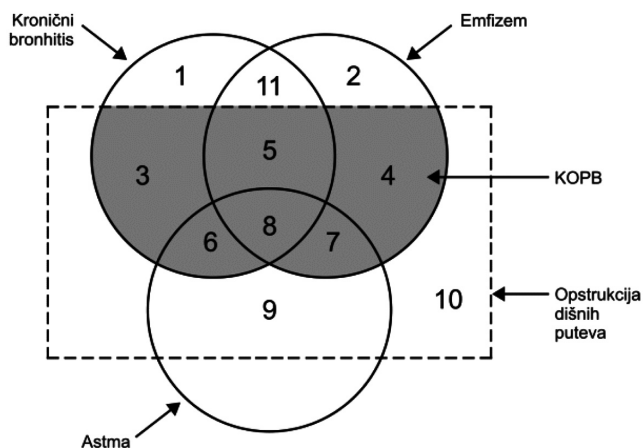 Kronični
bronhitis
Emfizem
1
11
2
3
5
4
KOPB
6
8
7
9
10
Opstrukcija
dišnih
puteva
Astma